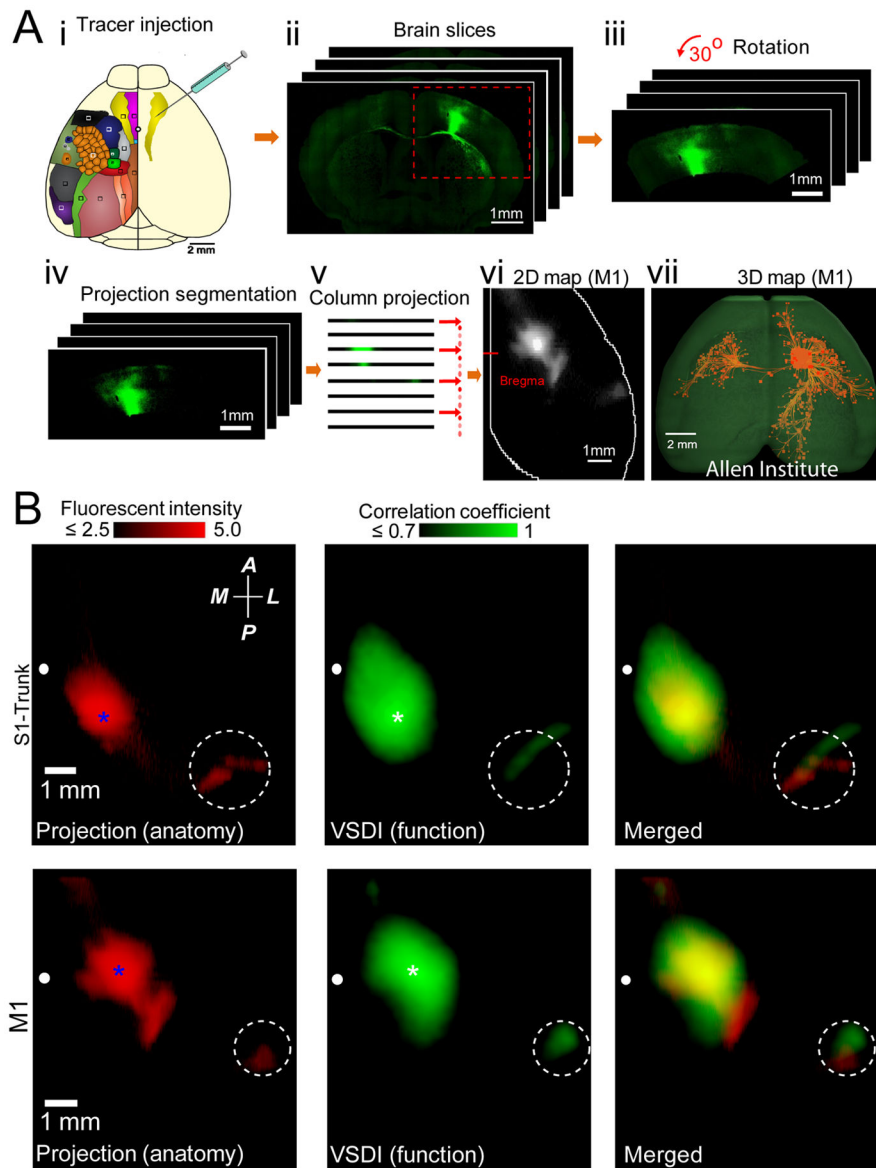 A
i
Tracer injection
2 mm
ii
Brain slices
1mm
iii
30° Rotation
1mm
iv
Projection segmentation
1mm
v
Column projection
vi
2D map (M1)
Bregma
1mm
vii
3D map (M1)
2 mm
Allen Institute
B
Fluorescent intensity
≤ 2.5 5.0
Correlation coefficient
≤ 0.7 1
S1-Trunk
A
M L
P
*
1 mm
Projection (anatomy)
*
VSDI (function)
Merged
M1
*
1 mm
Projection (anatomy)
*
VSDI (function)
Merged